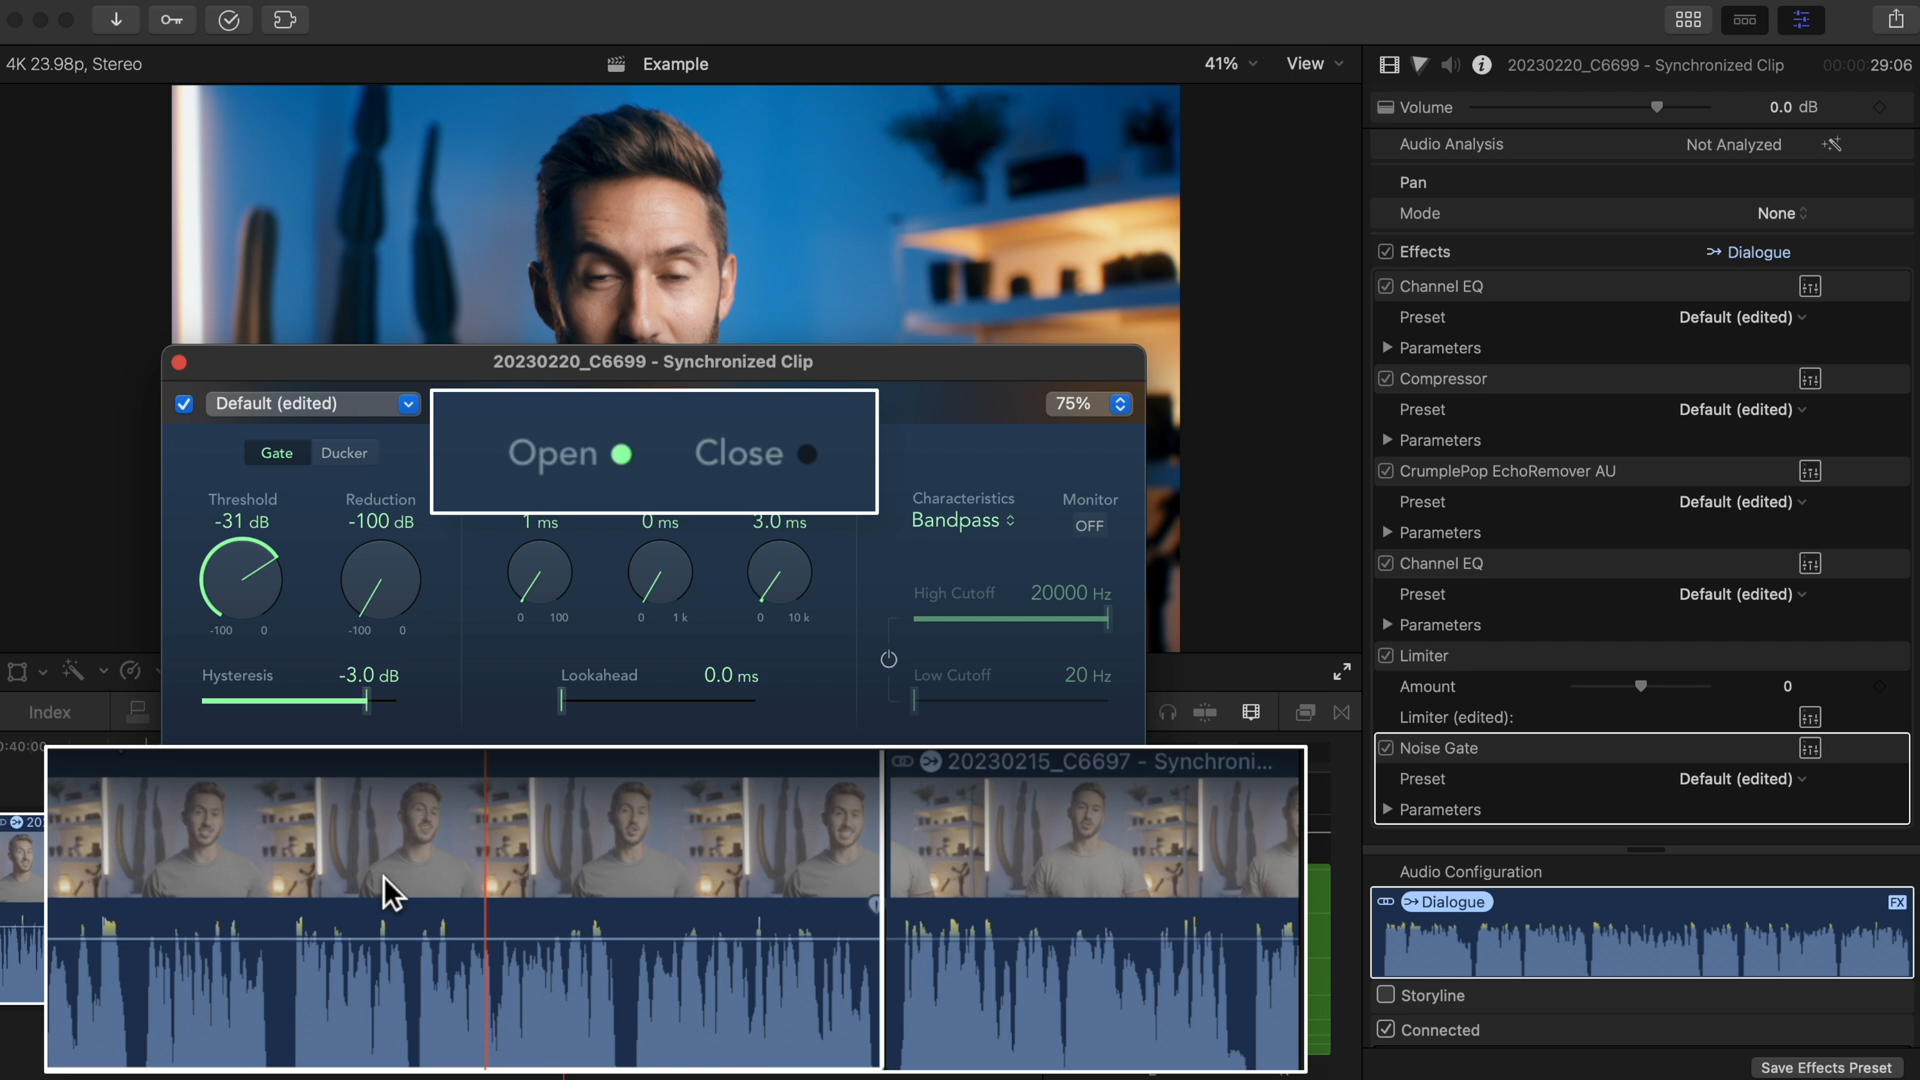 4K 23.98p, Stereo
Example
41%
View
20230220_C6699 - Synchronized Clip
00:00:29:06
Volume
0.0 dB
Audio Analysis
Not Analyzed
Pan
Mode
None
Effects
Dialogue
Channel EQ
Preset
Default (edited)
Parameters
Compressor
Preset
Default (edited)
Parameters
CrumplePop EchoRemover AU
Preset
Default (edited)
Parameters
Channel EQ
Preset
Default (edited)
Parameters
Limiter
Amount
0
Limiter (edited):
Noise Gate
Preset
Default (edited)
Parameters
Audio Configuration
Dialogue
FX
Storyline
Connected
Save Effects Preset
20230220_C6699 - Synchronized Clip
Default (edited)
75%
Open
Close
Gate
Ducker
Threshold
-31 dB
-100 0
Reduction
-100 dB
-100 0
1 ms
0 100
0 ms
0 1 k
3.0 ms
0 10 k
Characteristics
Bandpass
Monitor
OFF
High Cutoff
20000 Hz
Hysteresis
-3.0 dB
Lookahead
0.0 ms
Low Cutoff
20 Hz
Index
0:40:00
20230215_C6697 - Synchroni...